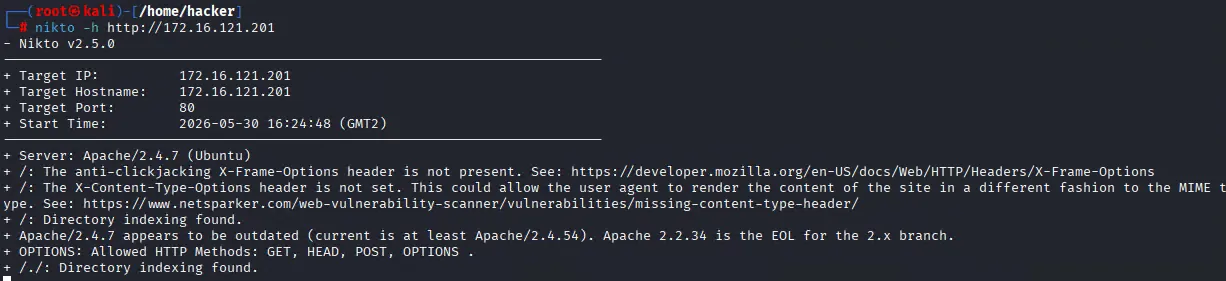 ┌──(root㉿kali)-[/home/hacker]
└─# nikto -h http://172.16.121.201
- Nikto v2.5.0
---------------------------------------------------------------------------
+ Target IP:          172.16.121.201
+ Target Hostname:    172.16.121.201
+ Target Port:        80
+ Start Time:         2026-05-30 16:24:48 (GMT2)
---------------------------------------------------------------------------
+ Server: Apache/2.4.7 (Ubuntu)
+ /: The anti-clickjacking X-Frame-Options header is not present. See: https://developer.mozilla.org/en-US/docs/Web/HTTP/Headers/X-Frame-Options
+ /: The X-Content-Type-Options header is not set. This could allow the user agent to render the content of the site in a different fashion to the MIME t
ype. See: https://www.netsparker.com/web-vulnerability-scanner/vulnerabilities/missing-content-type-header/
+ /: Directory indexing found.
+ Apache/2.4.7 appears to be outdated (current is at least Apache/2.4.54). Apache 2.2.34 is the EOL for the 2.x branch.
+ OPTIONS: Allowed HTTP Methods: GET, HEAD, POST, OPTIONS .
+ /./: Directory indexing found.